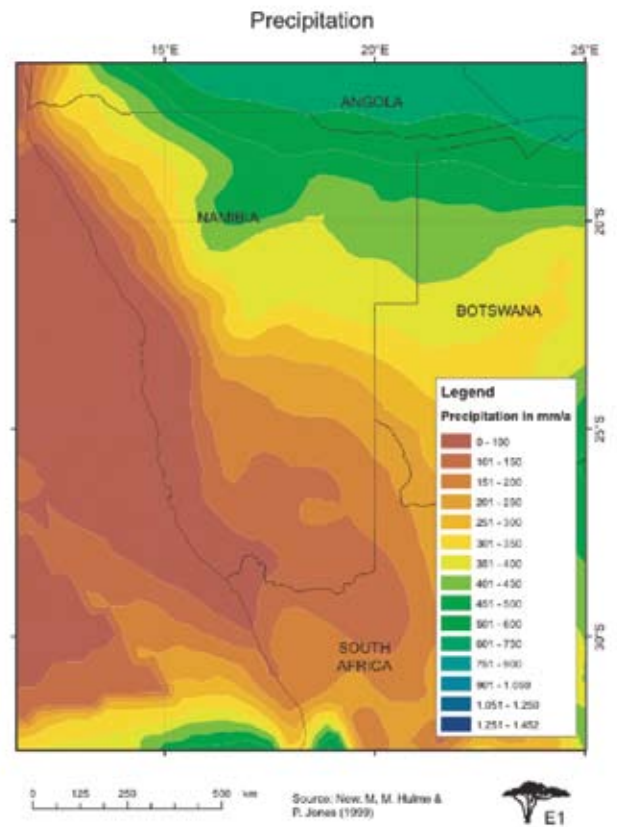 Precipitation
15°E 20°E 25°E
ANGOLA
NAMIBIA
20°S
BOTSWANA
Legend
Precipitation in mm/a
0 - 100
101 - 150
151 - 200
201 - 250
251 - 300
301 - 350
351 - 400
401 - 450
451 - 500
501 - 600
601 - 750
751 - 900
901 - 1.050
1.051 - 1.250
1.251 - 1.452
25°S
30°S
SOUTH
AFRICA
0 125 250 500 km
Source: New, M, M. Hulme &
P. Jones (1999)
E1